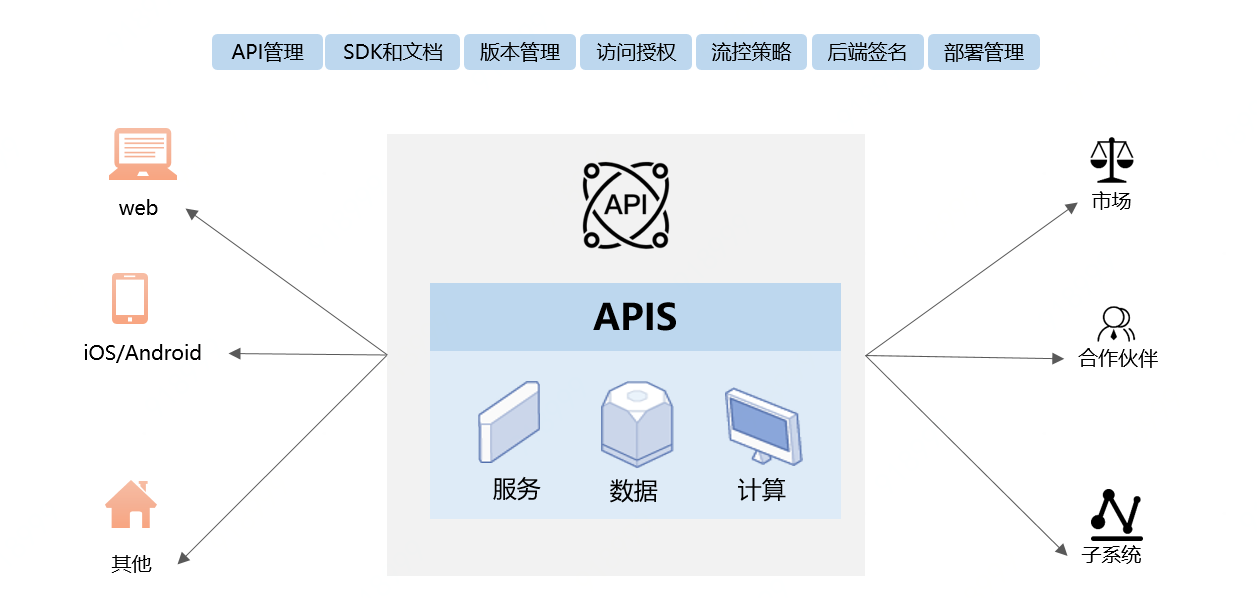 API管理
SDK和文档
版本管理
访问授权
流控策略
后端签名
部署管理
web
iOS/Android
其他
API
APIS
服务
数据
计算
市场
合作伙伴
子系统